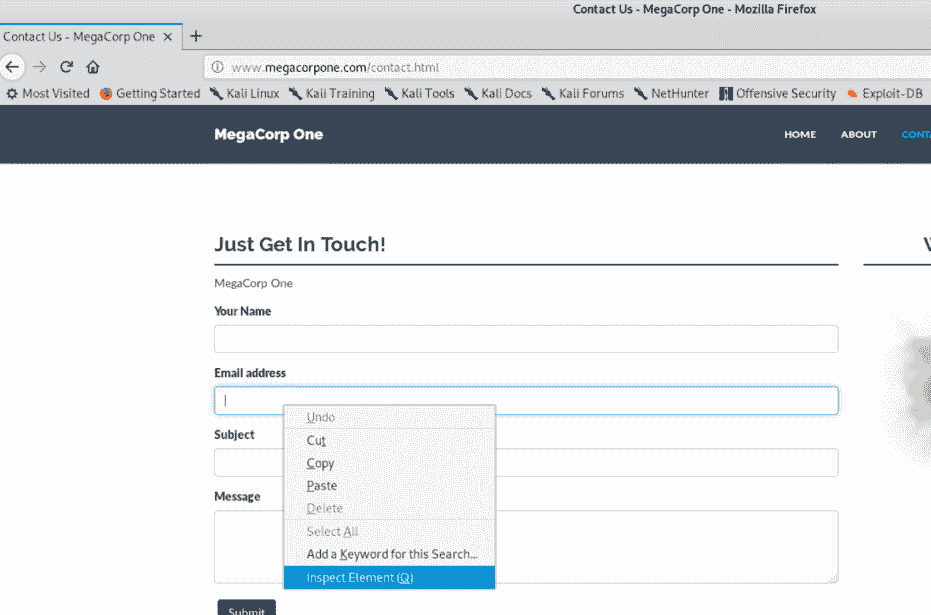 Contact Us - MegaCorp One - Mozilla Firefox
Contact Us - MegaCorp One × +
www.megacorpone.com/contact.html
Most Visited Getting Started Kali Linux Kali Training Kali Tools Kali Docs Kali Forums NetHunter Offensive Security Exploit-DB
MegaCorp One HOME ABOUT CONTA
Just Get In Touch! W
MegaCorp One
Your Name
Email address
Undo
Subject
Cut
Copy
Paste
Message
Delete
Select All
Add a Keyword for this Search...
Inspect Element (Q)
Submit